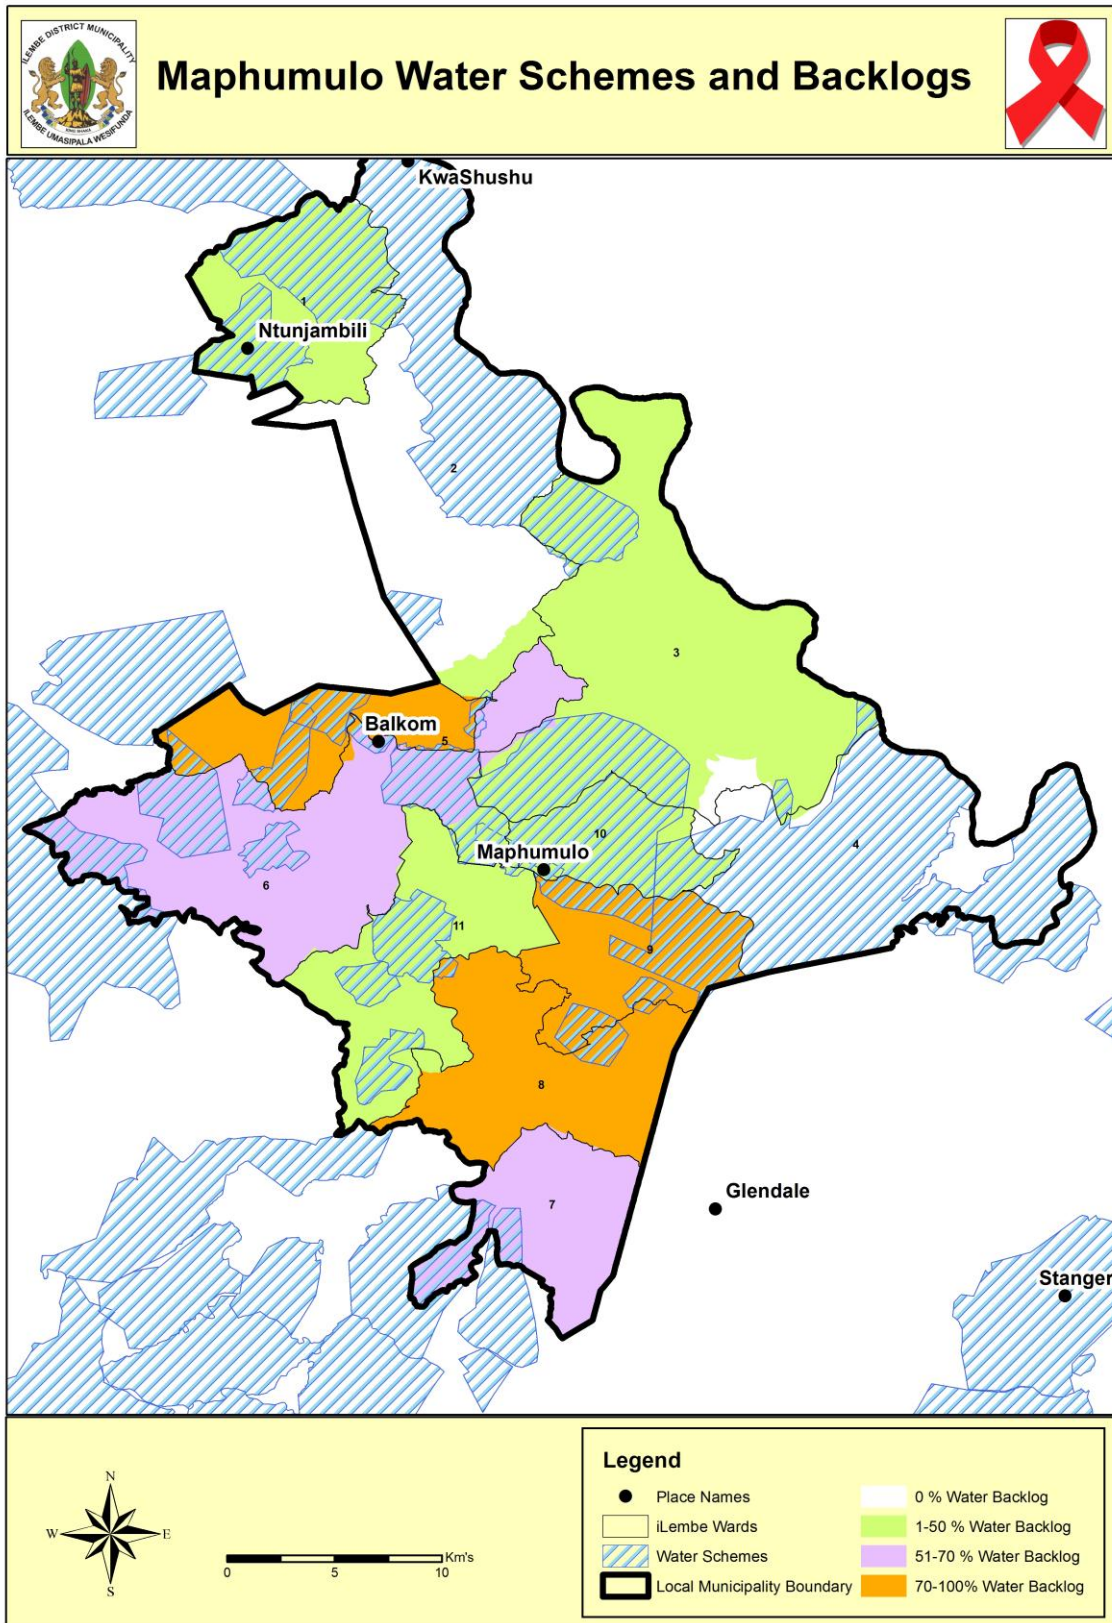 ILEMBE DISTRICT MUNICIPALITY
KING SHAKA
ILEMBE UMASIPALA WESIFUNDA
Maphumulo Water Schemes and Backlogs
KwaShushu
1
Ntunjambili
2
3
Balkom
5
10
4
Maphumulo
6
11
9
8
7
Glendale
Stanger
N
W
E
S
Km's
0
5
10
Legend
Place Names
iLembe Wards
Water Schemes
Local Municipality Boundary
0 % Water Backlog
1-50 % Water Backlog
51-70 % Water Backlog
70-100% Water Backlog